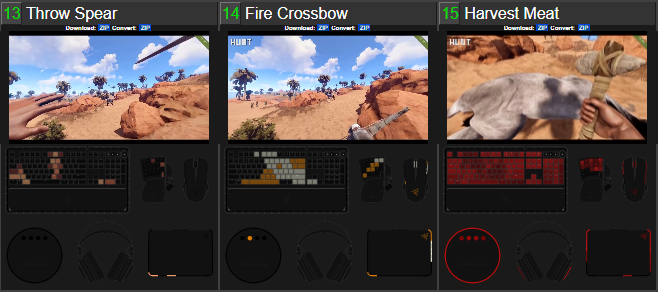 13 Throw Spear
Download: ZIP Convert: ZIP
14 Fire Crossbow
Download: ZIP Convert: ZIP
HUNT
15 Harvest Meat
Download: ZIP Convert: ZIP
HUNT